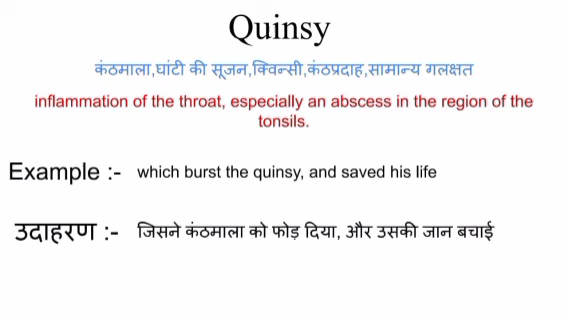 Quinsy
कंठमाला,घांटी की सूजन,क्विन्सी,कंठप्रदाह,सामान्य गलक्षत
inflammation of the throat, especially an abscess in the region of the
tonsils.
Example :- which burst the quinsy, and saved his life
उदाहरण :- जिसने कंठमाला को फोड़ दिया, और उसकी जान बचाई